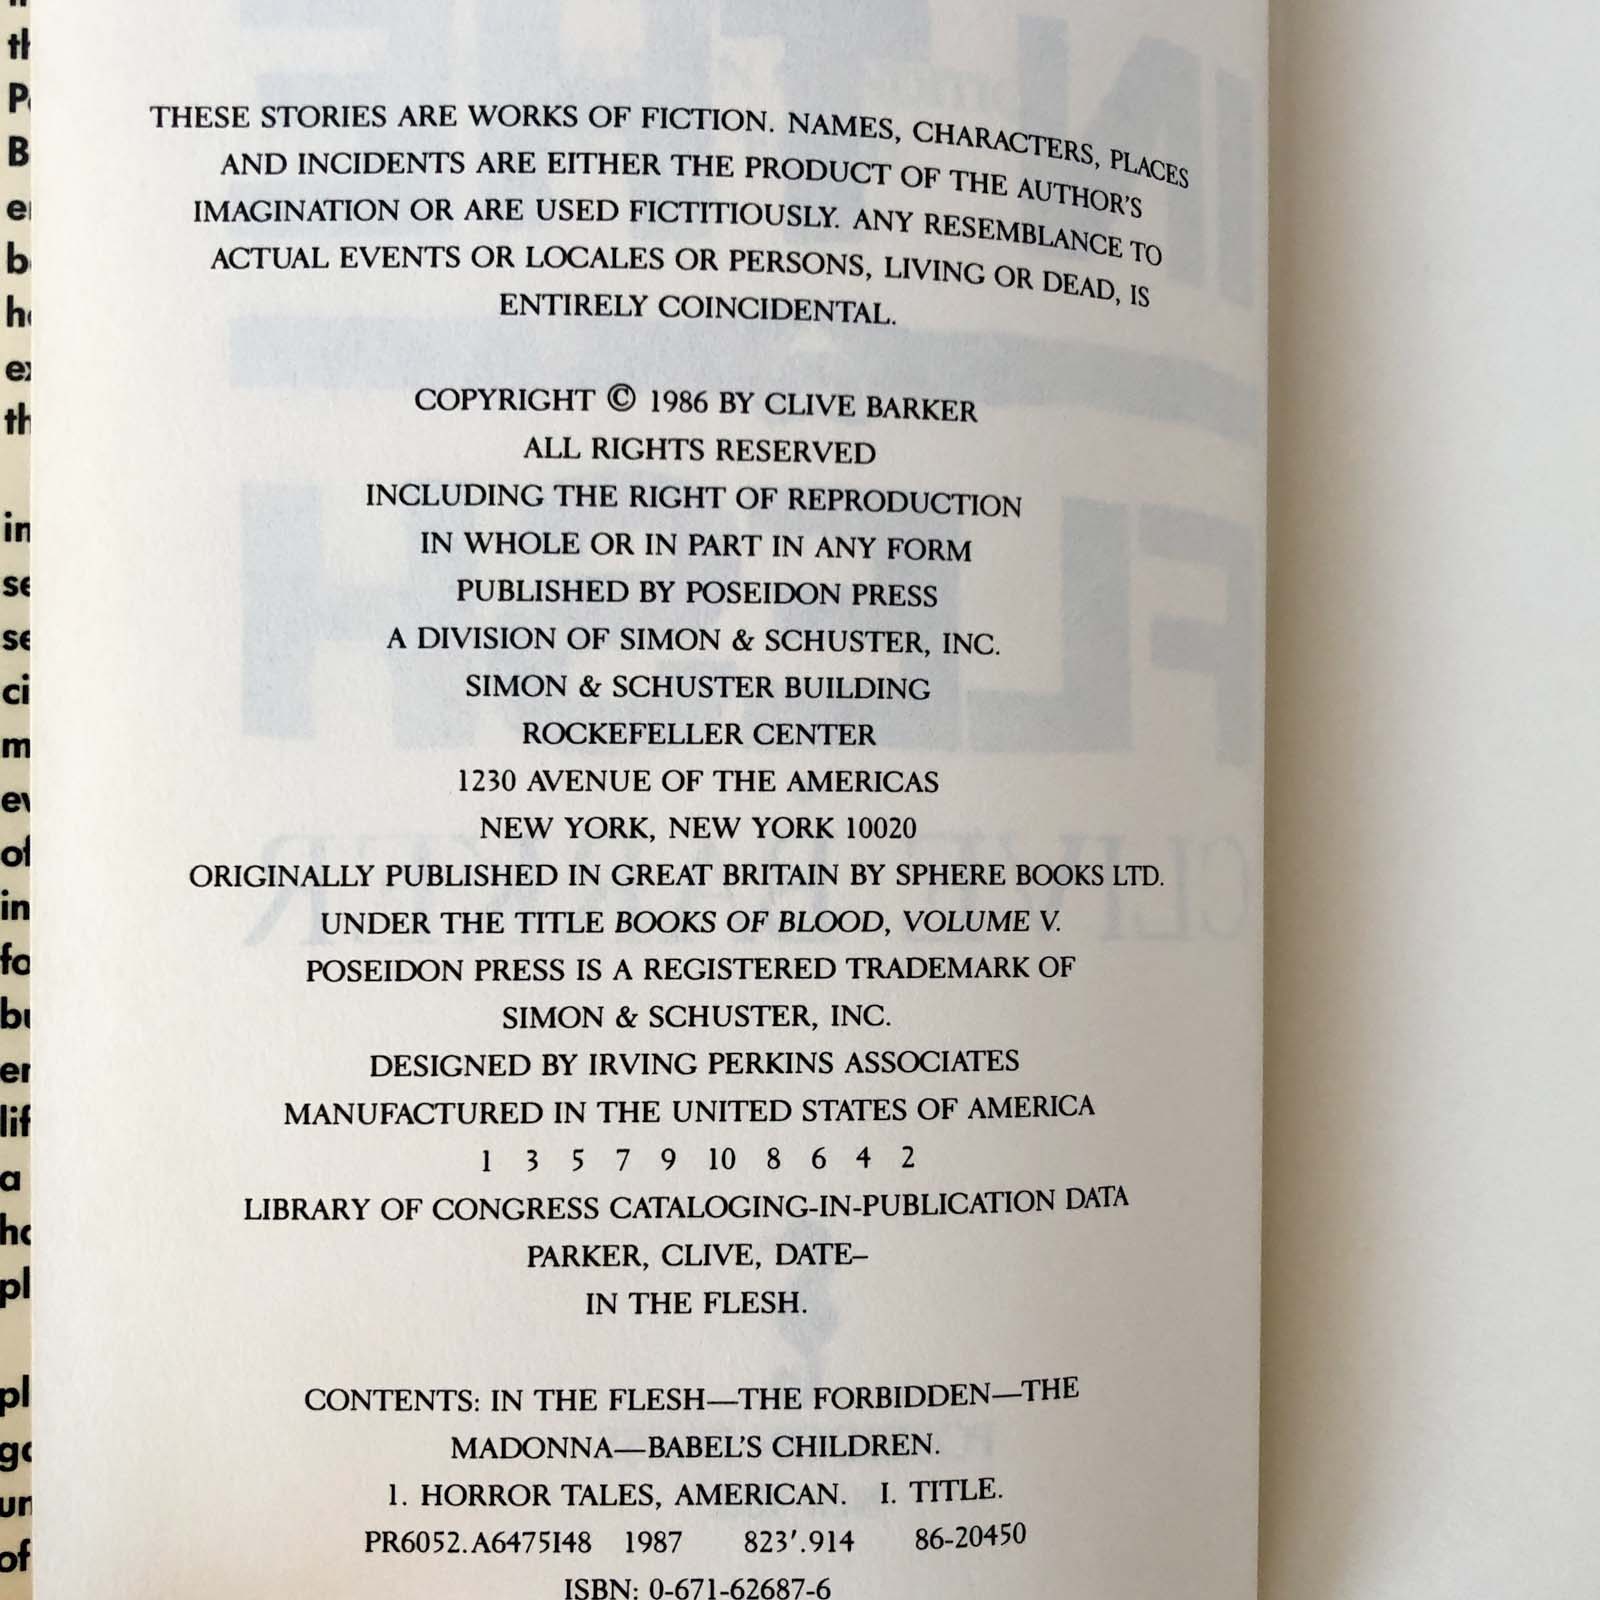 THESE STORIES ARE WORKS OF FICTION. NAMES, CHARACTERS, PLACES
AND INCIDENTS ARE EITHER THE PRODUCT OF THE AUTHOR'S
IMAGINATION OR ARE USED FICTITIOUSLY. ANY RESEMBLANCE TO
ACTUAL EVENTS OR LOCALES OR PERSONS, LIVING OR DEAD, IS
ENTIRELY COINCIDENTAL.
COPYRIGHT © 1986 BY CLIVE BARKER
ALL RIGHTS RESERVED
INCLUDING THE RIGHT OF REPRODUCTION
IN WHOLE OR IN PART IN ANY FORM
PUBLISHED BY POSEIDON PRESS
A DIVISION OF SIMON & SCHUSTER, INC.
SIMON & SCHUSTER BUILDING
ROCKEFELLER CENTER
1230 AVENUE OF THE AMERICAS
NEW YORK, NEW YORK 10020
ORIGINALLY PUBLISHED IN GREAT BRITAIN BY SPHERE BOOKS LTD.
UNDER THE TITLE BOOKS OF BLOOD, VOLUME V.
POSEIDON PRESS IS A REGISTERED TRADEMARK OF
SIMON & SCHUSTER, INC.
DESIGNED BY IRVING PERKINS ASSOCIATES
MANUFACTURED IN THE UNITED STATES OF AMERICA
1 3 5 7 9 10 8 6 4 2
LIBRARY OF CONGRESS CATALOGING-IN-PUBLICATION DATA
PARKER, CLIVE, DATE–
IN THE FLESH.
CONTENTS: IN THE FLESH—THE FORBIDDEN—THE
MADONNA—BABEL'S CHILDREN.
1. HORROR TALES, AMERICAN. I. TITLE.
PR6052.A6475I48 1987 823'.914 86-20450
ISBN: 0-671-62687-6